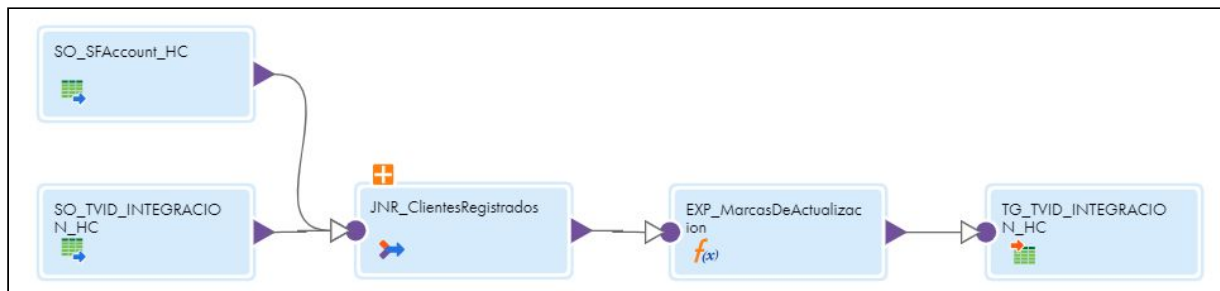 SO_SFAccount_HC
SO_TVID_INTEGRACIO
N_HC
JNR_ClientesRegistrados
EXP_MarcasDeActualizac
ion
f(x)
TG_TVID_INTEGRACIO
N_HC